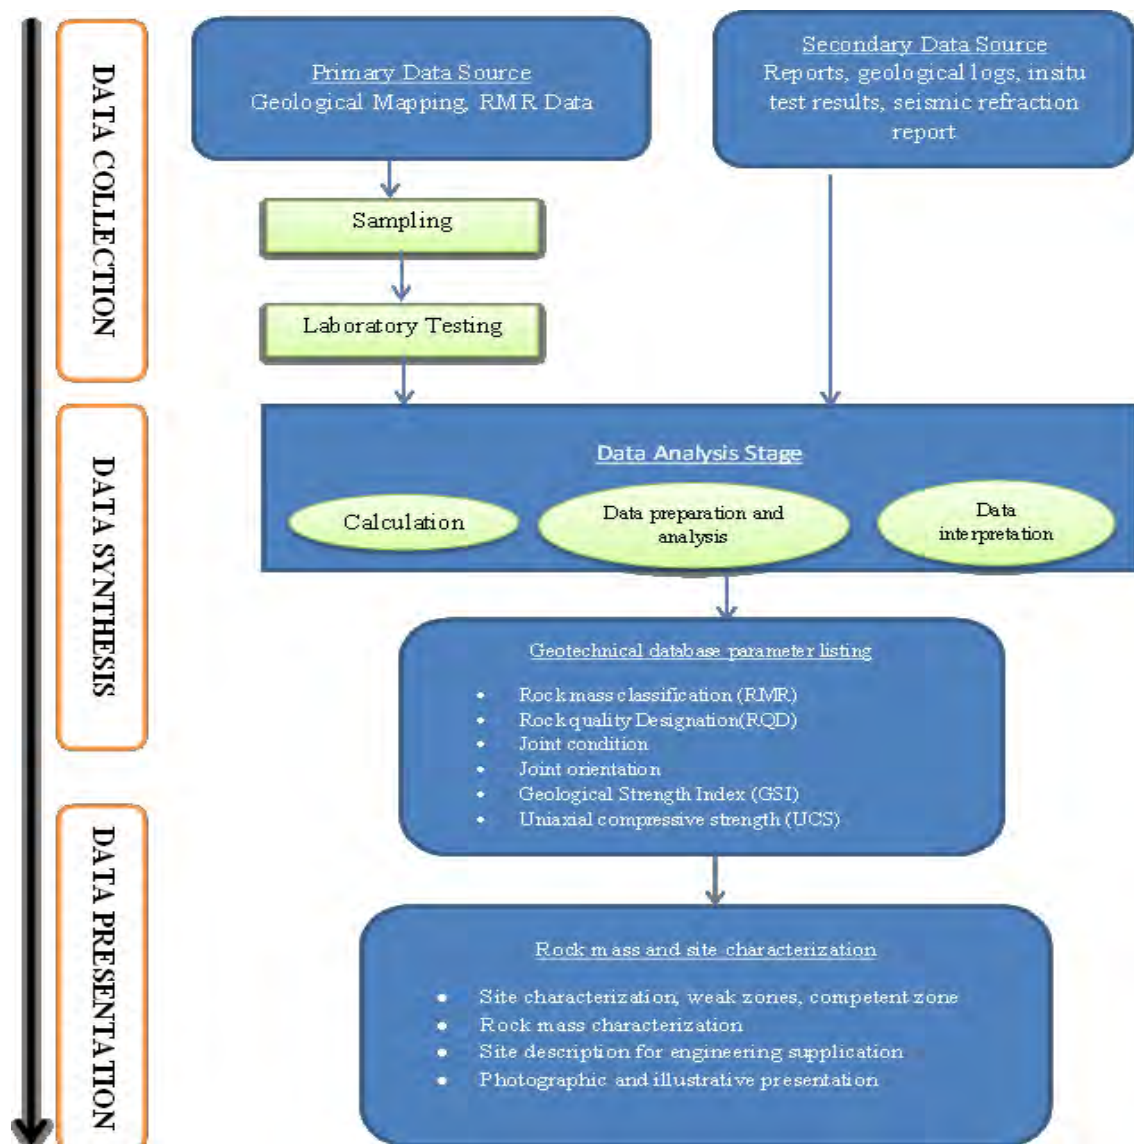 DATA COLLECTION
Primary Data Source
Geological Mapping, RMR Data
Secondary Data Source
Reports, geological logs, insitu
test results, seismic refraction
report
Sampling
Laboratory Testing
DATA SYNTHESIS
Data Analysis Stage
Calculation
Data preparation and
analysis
Data
interpretation
Geotechnical database parameter listing
• Rock mass classification (RMR)
• Rock quality Designation(RQD)
• Joint condition
• Joint orientation
• Geological Strength Index (GSI)
• Uniaxial compressive strength (UCS)
DATA PRESENTATION
Rock mass and site characterization
• Site characterization, weak zones, competent zone
• Rock mass characterization
• Site description for engineering supplication
• Photographic and illustrative presentation